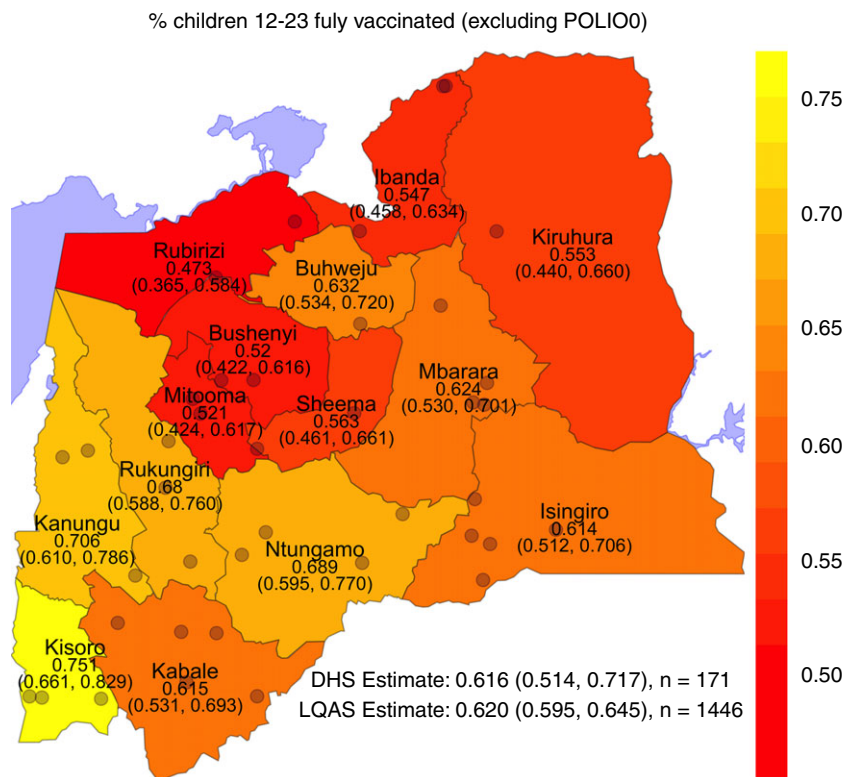 % children 12-23 fuly vaccinated (excluding POLIO0)
0.75
0.70
0.65
0.60
0.55
0.50
Ibanda
0.547
(0.458, 0.634)
Kiruhura
0.553
(0.440, 0.660)
Rubirizi
0.473
(0.365, 0.584)
Buhweju
0.632
(0.534, 0.720)
Bushenyi
0.52
(0.422, 0.616)
Mitooma
0.521
(0.424, 0.617)
Sheema
0.563
(0.461, 0.661)
Mbarara
0.624
(0.530, 0.701)
Rukungiri
0.68
(0.588, 0.760)
Kanungu
0.706
(0.610, 0.786)
Ntungamo
0.689
(0.595, 0.770)
Isingiro
0.614
(0.512, 0.706)
Kisoro
0.751
(0.661, 0.829)
Kabale
0.615
(0.531, 0.693)
DHS Estimate: 0.616 (0.514, 0.717), n = 171
LQAS Estimate: 0.620 (0.595, 0.645), n = 1446